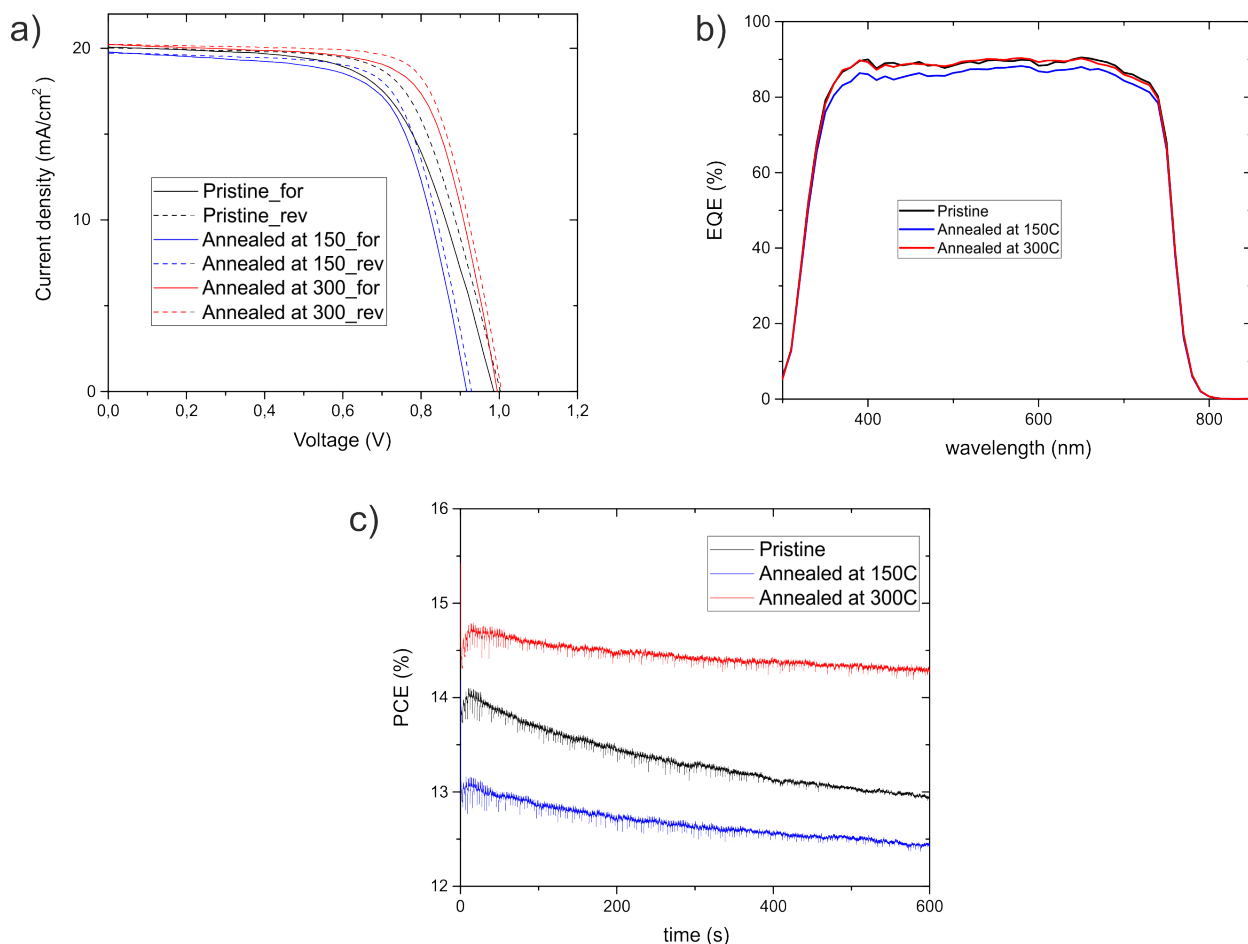 a)
Current density (mA/cm²)
20
10
0
0,0
0,2
0,4
0,6
0,8
1,0
1,2
Voltage (V)
Pristine_for
Pristine_rev
Annealed at 150_for
Annealed at 150_rev
Annealed at 300_for
Annealed at 300_rev
b)
EQE (%)
100
80
60
40
20
0
400
600
800
wavelength (nm)
Pristine
Annealed at 150C
Annealed at 300C
c)
PCE (%)
16
15
14
13
12
0
200
400
600
time (s)
Pristine
Annealed at 150C
Annealed at 300C